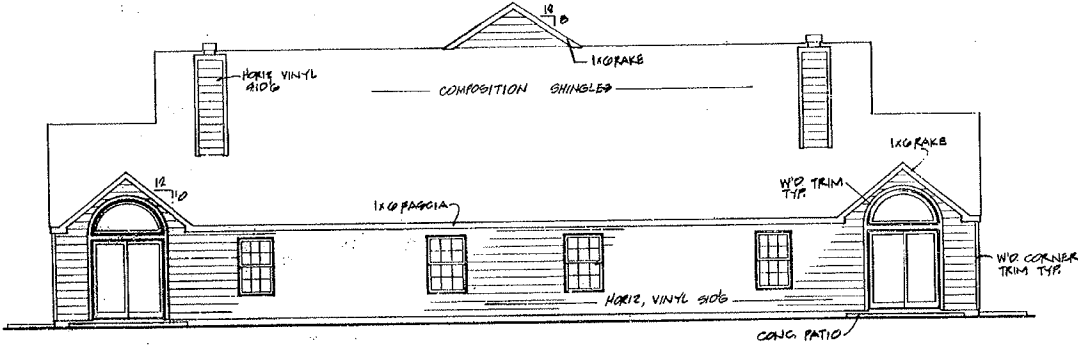 12
8
1x6 RAKE
HORIZ VINYL
SID'G
COMPOSITION SHINGLES
1x6 RAKE
12
10
W'D. TRIM
TYP.
1x6 FASCIA
W'D. CORNER
TRIM TYP.
HORIZ, VINYL SID'G
CONC. PATIO